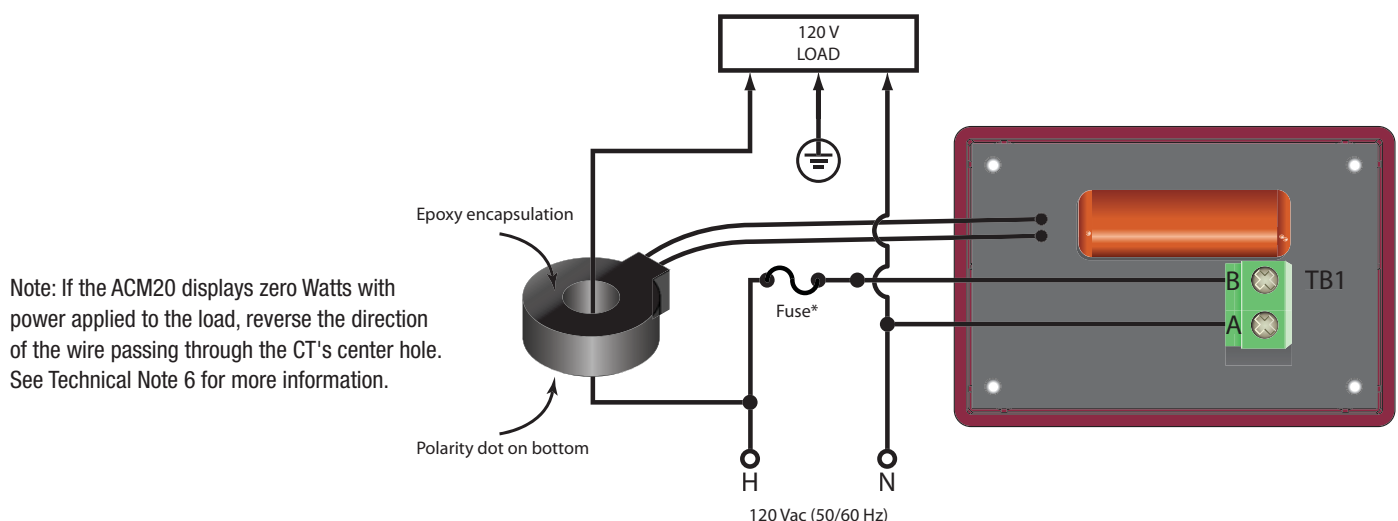 120 V
LOAD
Epoxy encapsulation
Note: If the ACM20 displays zero Watts with
power applied to the load, reverse the direction
of the wire passing through the CT's center hole.
See Technical Note 6 for more information.
Polarity dot on bottom
Fuse*
B
TB1
A
H
N
120 Vac (50/60 Hz)